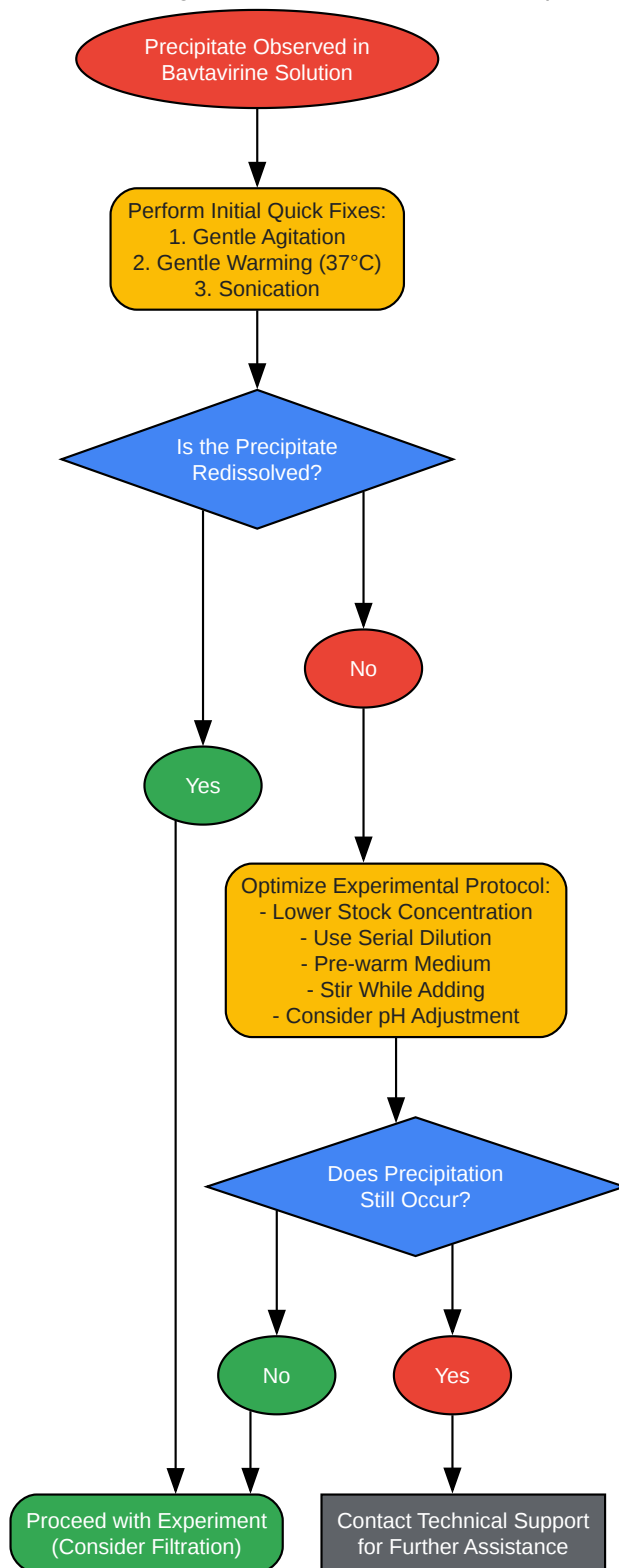 Precipitate Observed in
Bavtavirine Solution
Perform Initial Quick Fixes:
1. Gentle Agitation
2. Gentle Warming (37°C)
3. Sonication
Is the Precipitate
Redissolved?
No
Yes
Optimize Experimental Protocol:
- Lower Stock Concentration
- Use Serial Dilution
- Pre-warm Medium
- Stir While Adding
- Consider pH Adjustment
Does Precipitation
Still Occur?
No
Yes
Proceed with Experiment
(Consider Filtration)
Contact Technical Support
for Further Assistance